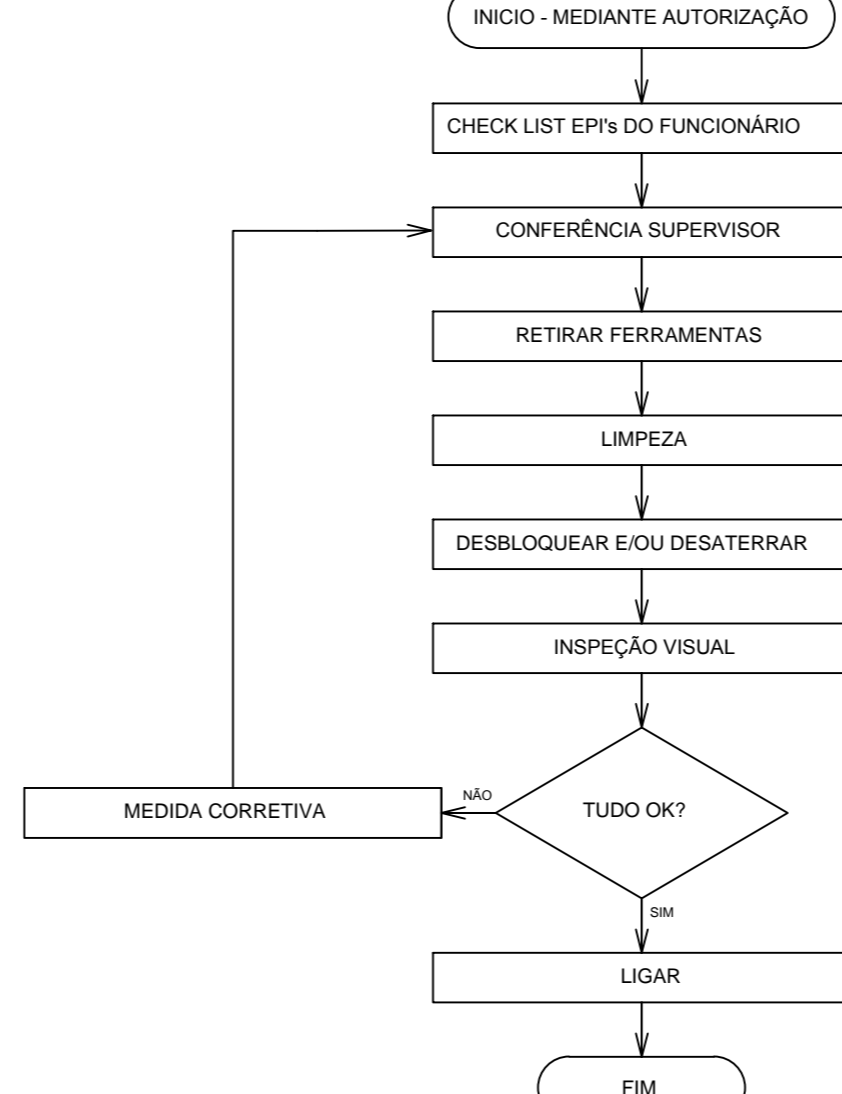 INICIO - MEDIANTE AUTORIZAÇÃO
CHECK LIST EPI's DO FUNCIONÁRIO
CONFERÊNCIA SUPERVISOR
RETIRAR FERRAMENTAS
LIMPEZA
DESBLOQUEAR E/OU DESATERRAR
INSPEÇÃO VISUAL
TUDO OK?
NÃO
MEDIDA CORRETIVA
SIM
LIGAR
FIM